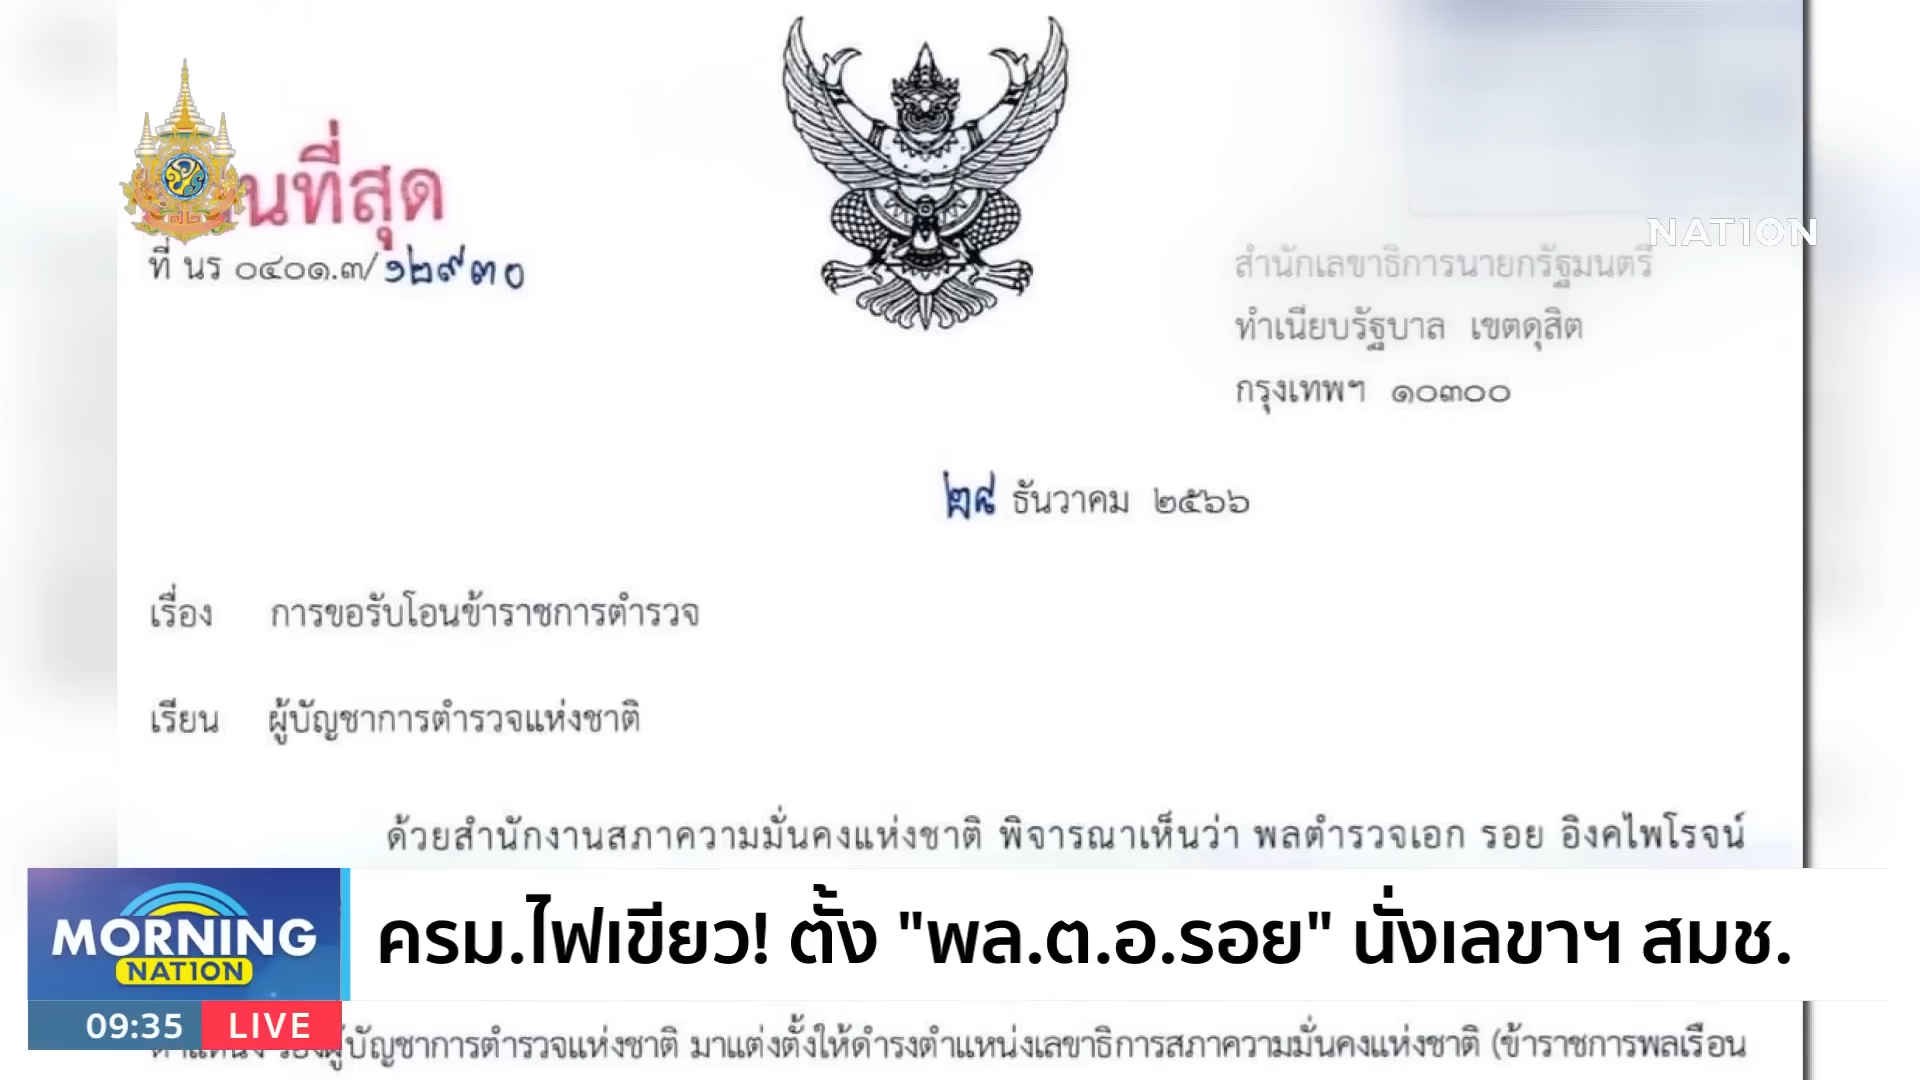 นที่สุด
ที่ นร ๐๔๐๑.๓/๑๒๙๓๐
NATION
สำนักเลขาธิการนายกรัฐมนตรี
ทำเนียบรัฐบาล เขตดุสิต
กรุงเทพฯ ๑๐๓๐๐
๒๘ ธันวาคม ๒๕๖๖
เรื่อง การขอรับโอนข้าราชการตำรวจ
เรียน ผู้บัญชาการตำรวจแห่งชาติ
ด้วยสำนักงานสภาความมั่นคงแห่งชาติ พิจารณาเห็นว่า พลตำรวจเอก รอย อิงคไพโรจน์
MORNING
NATION
ครม.ไฟเขียว! ตั้ง "พล.ต.อ.รอย" นั่งเลขาฯ สมช.
09:35 LIVE
ผู้บัญชาการตำรวจแห่งชาติ มาแต่งตั้งให้ดำรงตำแหน่งเลขาธิการสภาความมั่นคงแห่งชาติ (ข้าราชการพลเรือน